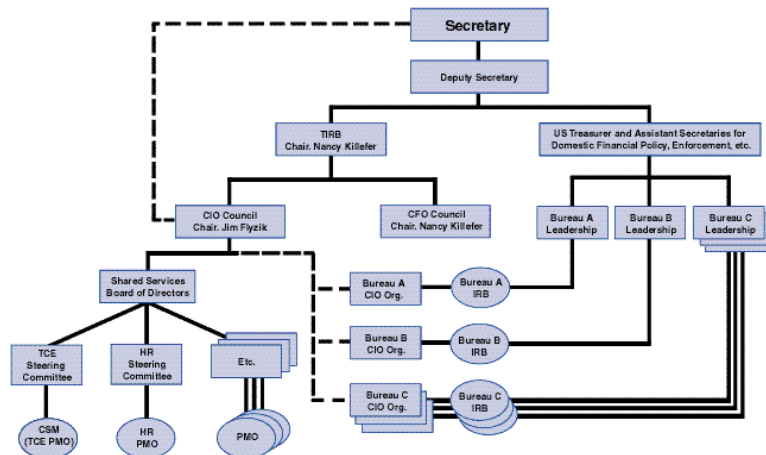 Secretary
Deputy Secretary
TIRB
Chair. Nancy Killefer
US Treasurer and Assistant Secretaries for
Domestic Financial Policy, Enforcement, etc.
CIO Council
Chair. Jim Flyzik
CFO Council
Chair. Nancy Killefer
Bureau A
Leadership
Bureau B
Leadership
Bureau C
Leadership
Shared Services
Board of Directors
Bureau A
CIO Org.
Bureau A
IRB
Bureau B
CIO Org.
Bureau B
IRB
TCE
Steering
Committee
HR
Steering
Committee
Etc.
Bureau C
CIO Org.
Bureau C
IRB
CSM
(TCE PMO)
HR
PMO
PMO